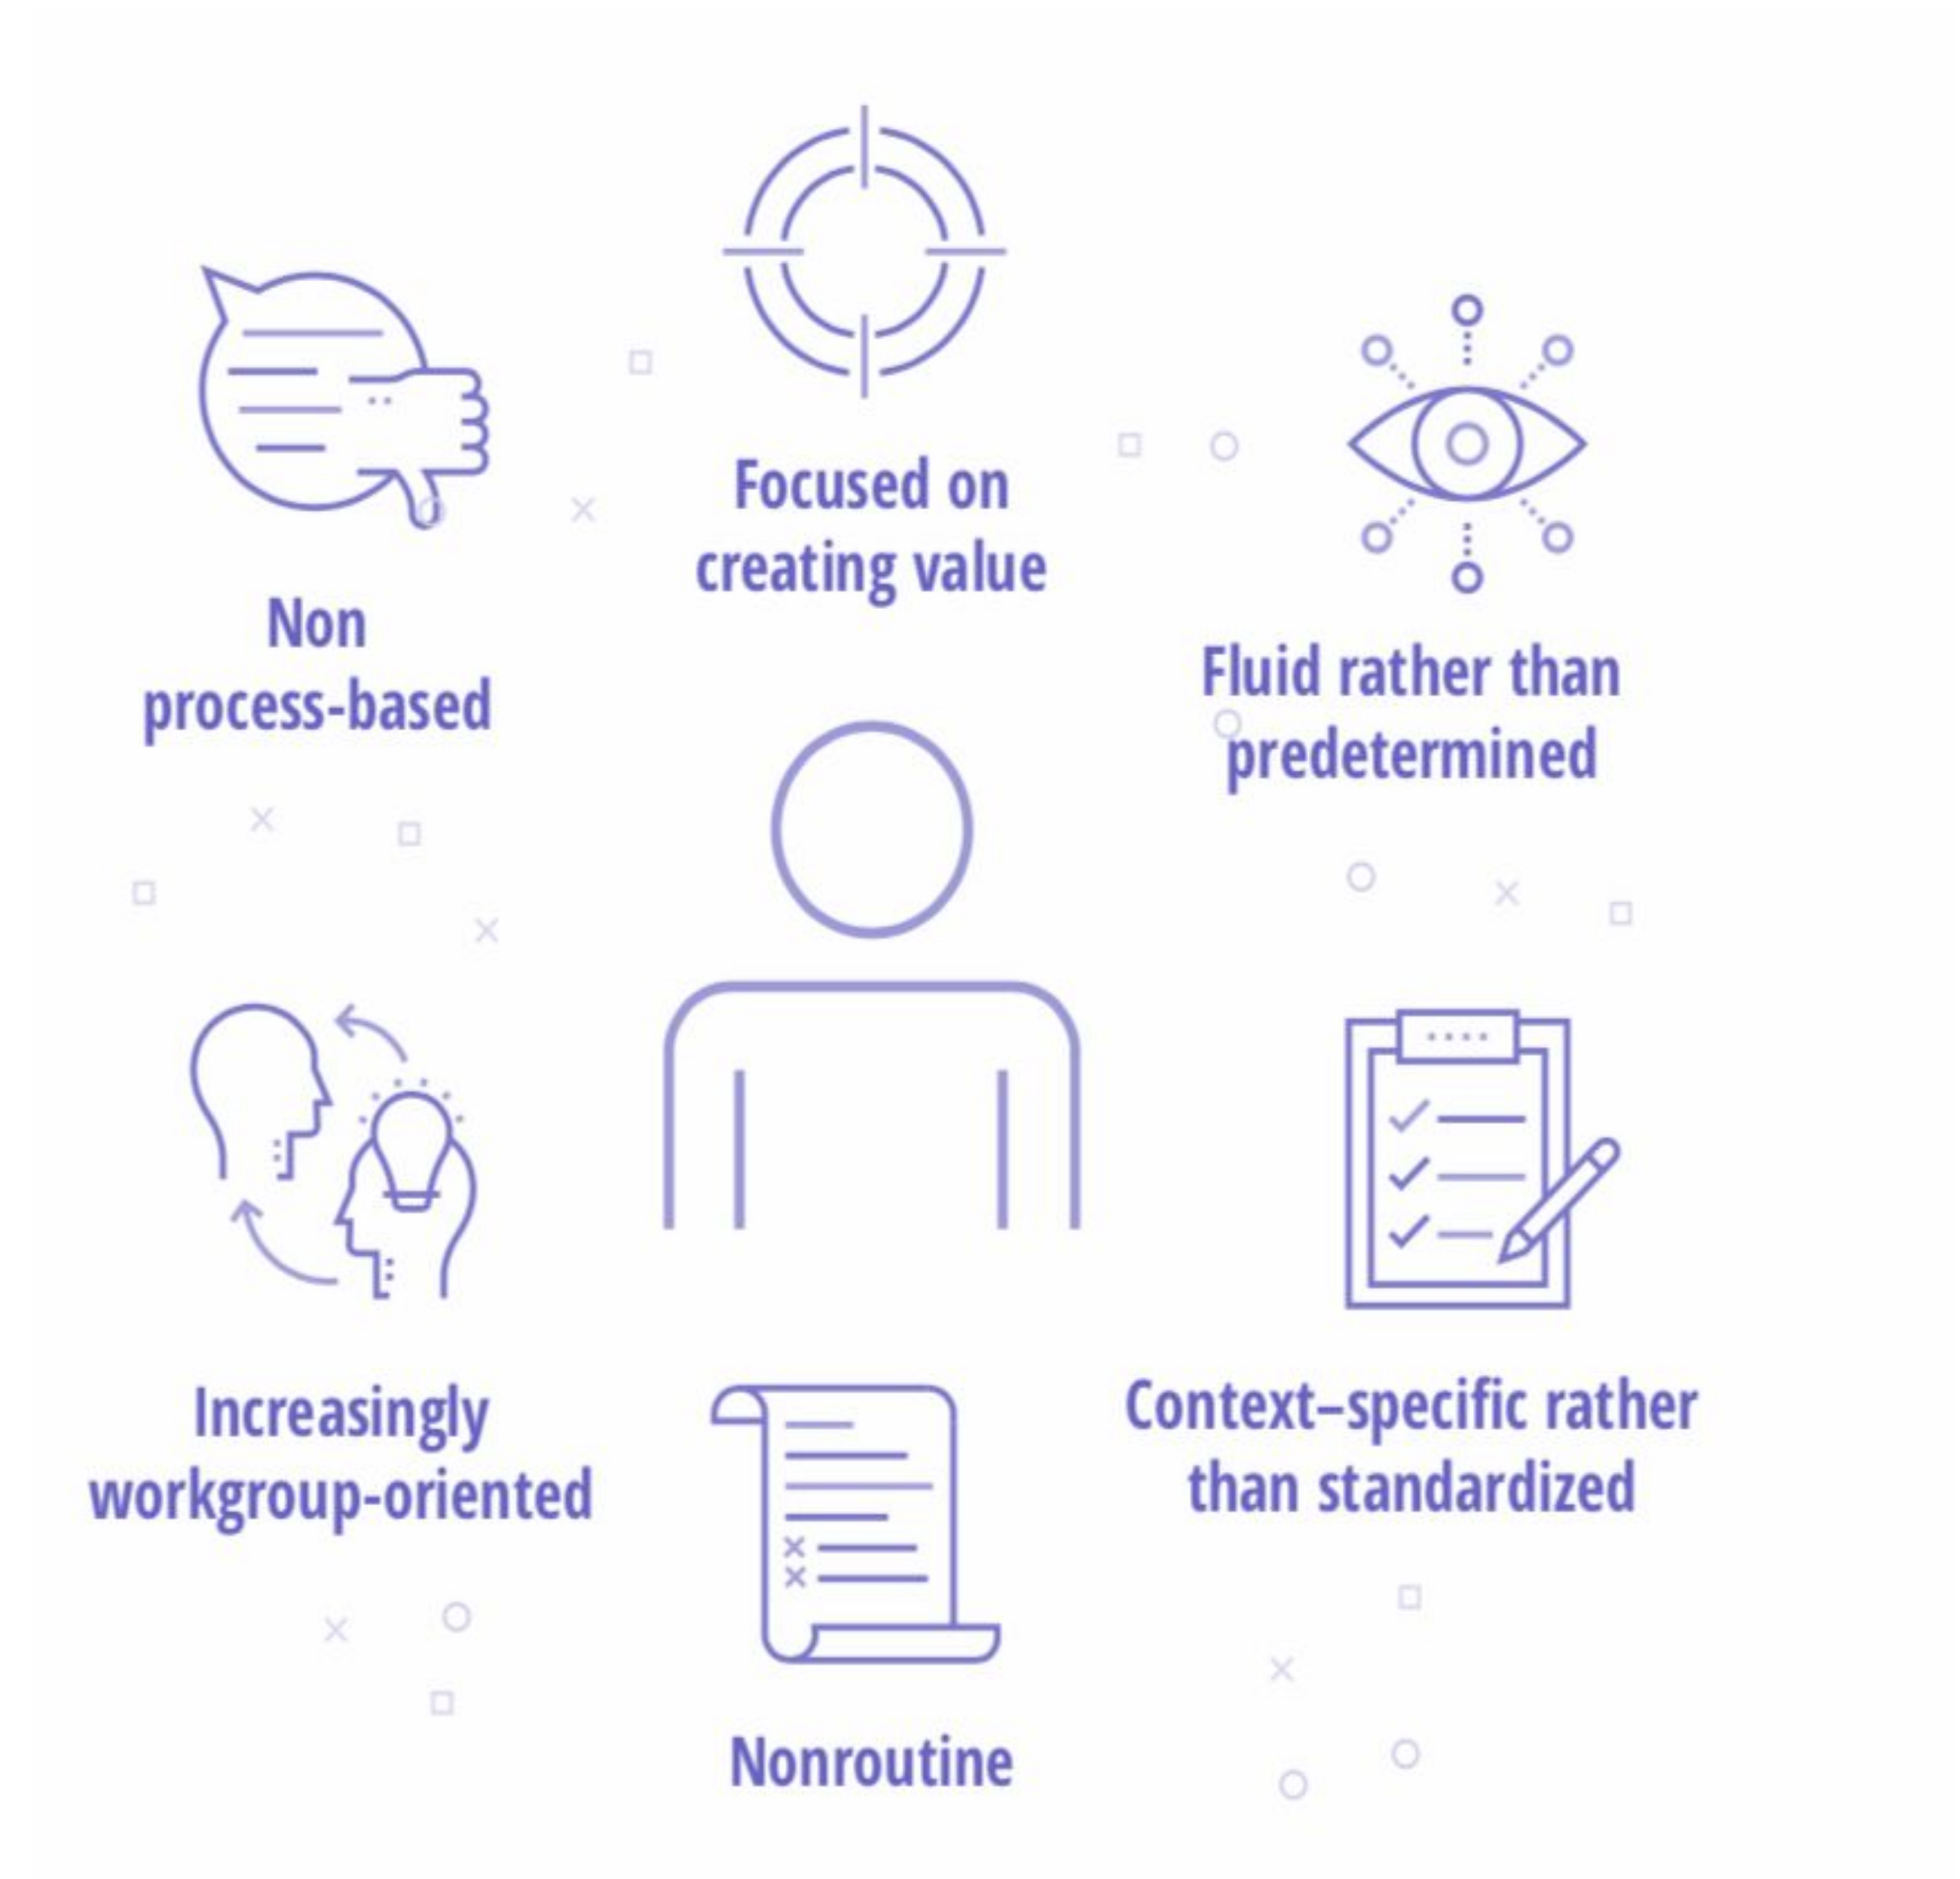 Focused on
creating value
Non
process-based
Fluid rather than
predetermined
Increasingly
workgroup-oriented
Context–specific rather
than standardized
Nonroutine